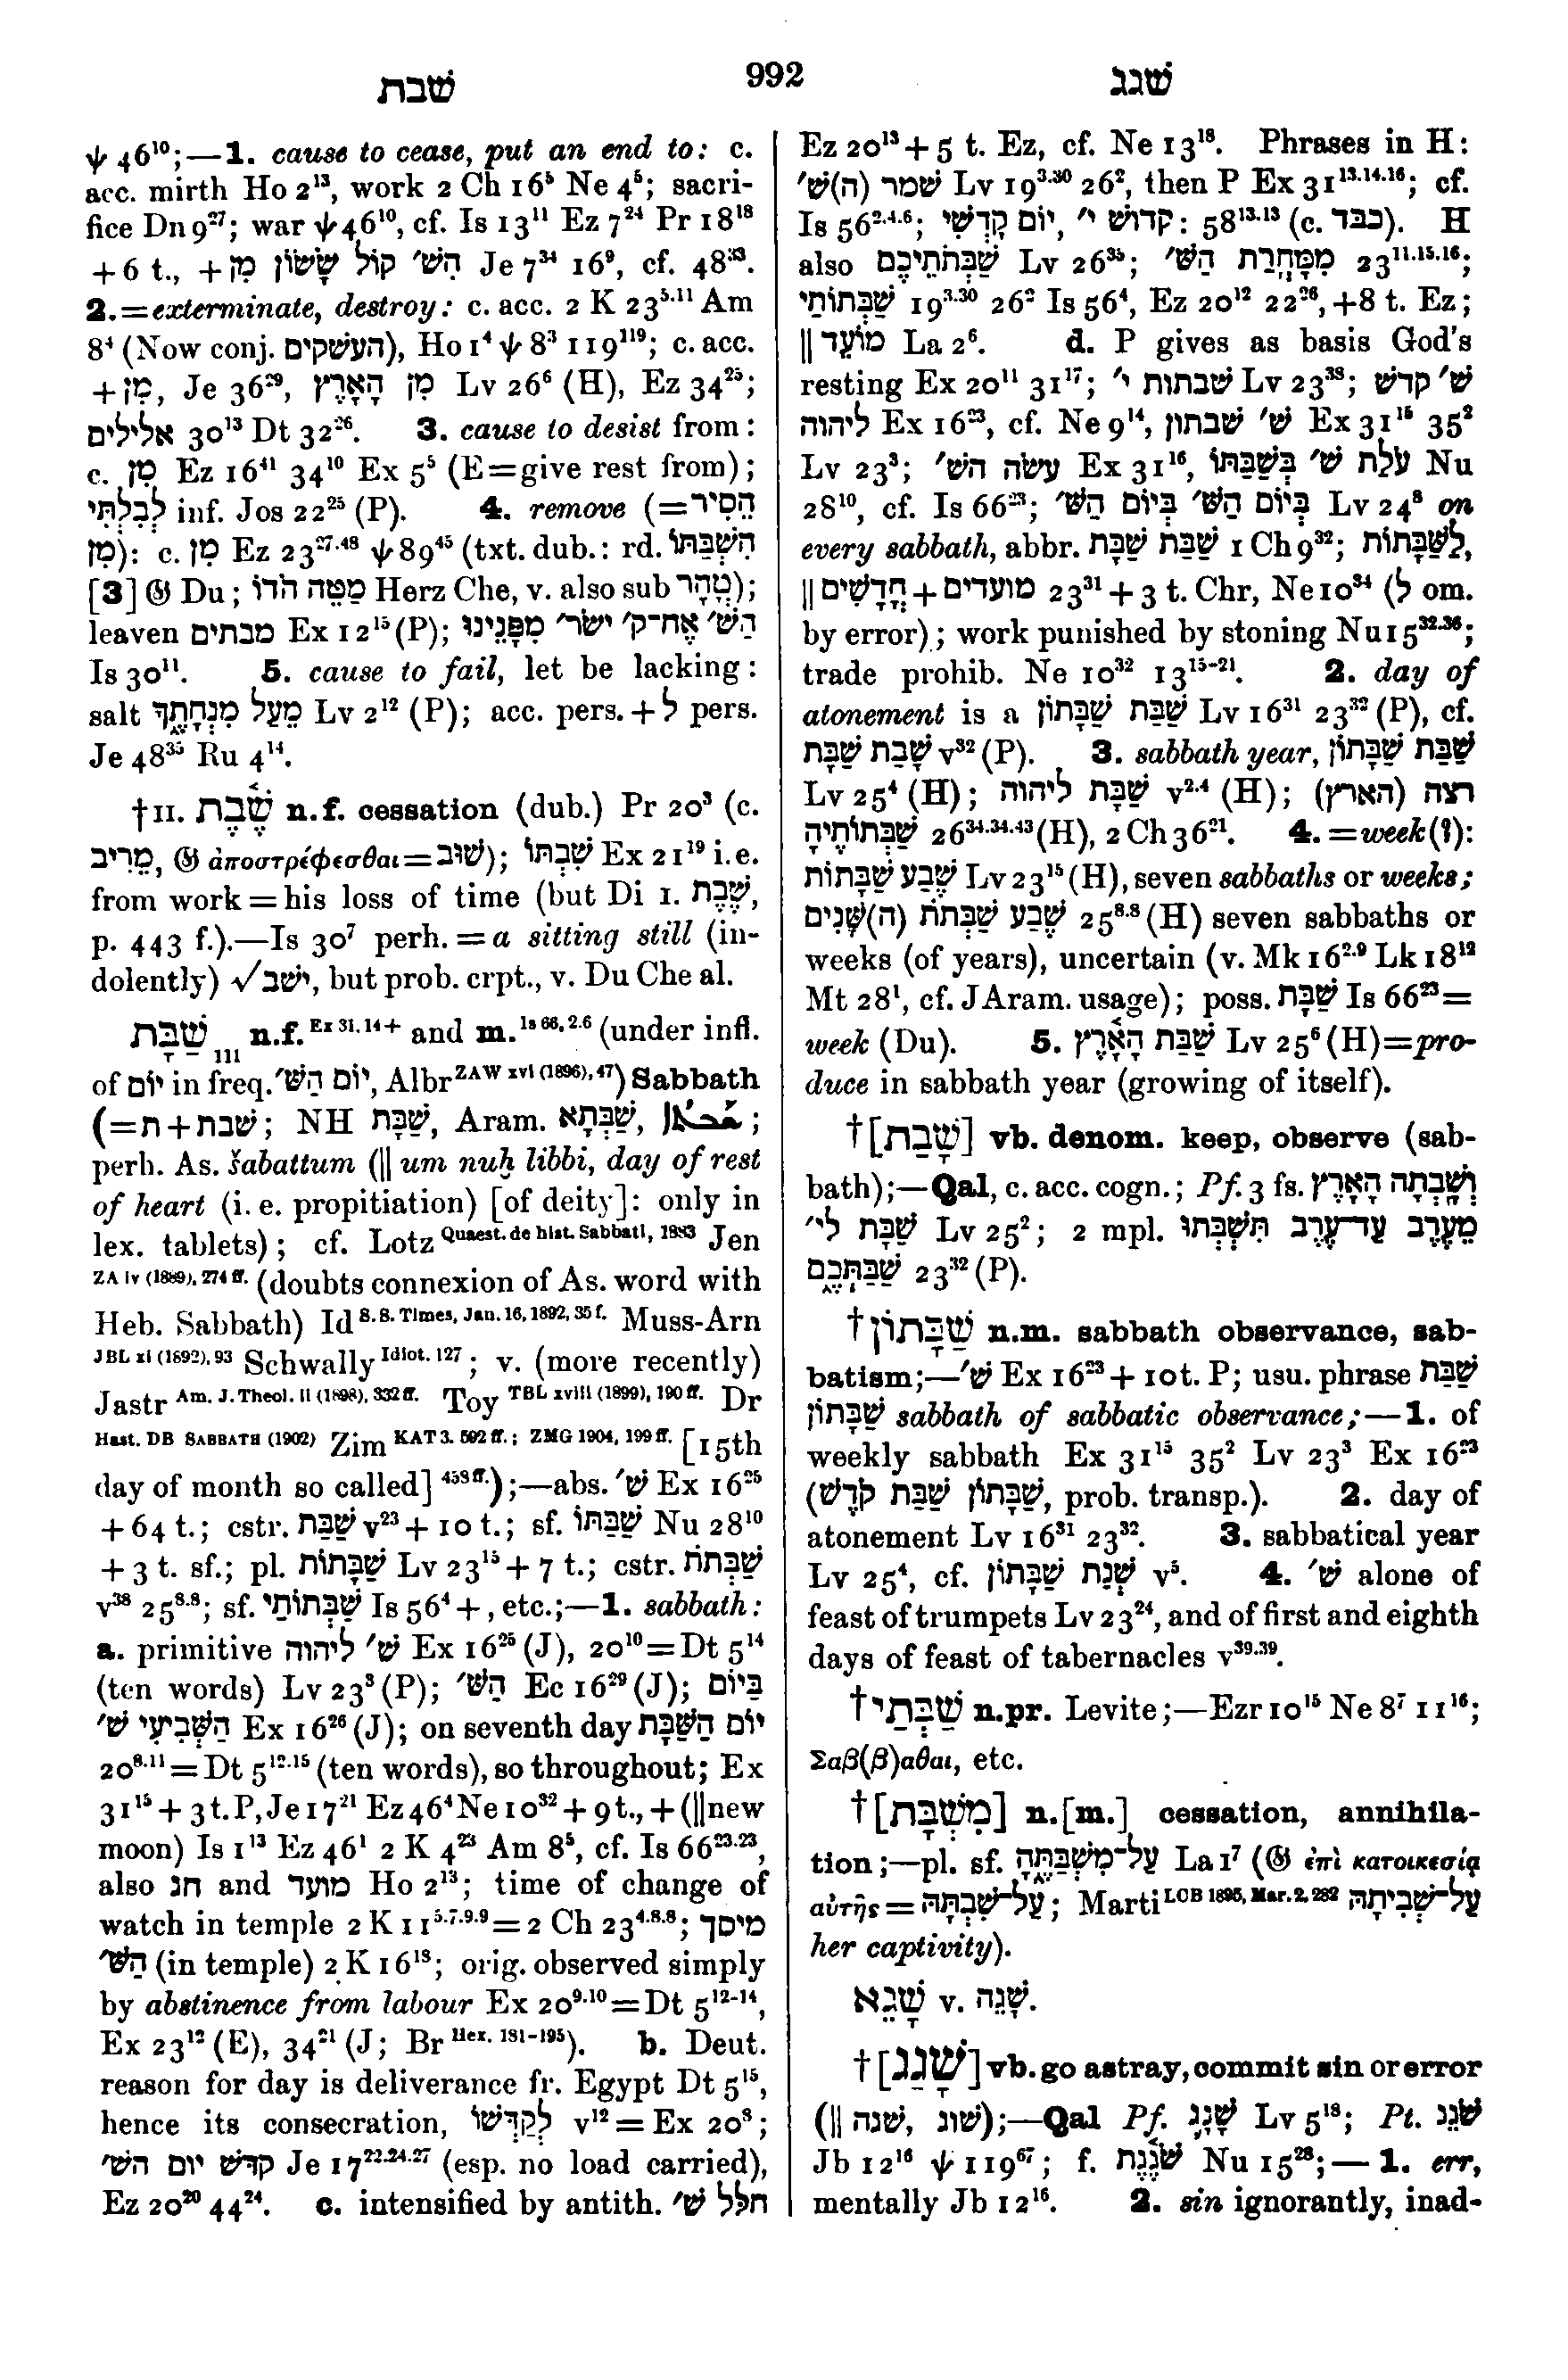 שבת
992
שגג
ψ 46¹⁰;—1. cause to cease, put an end to: c.
acc. mirth Ho 2¹³, work 2 Ch 16⁵ Ne 4⁵; sacri-
fice Dn 9²⁷; war ψ 46¹⁰, cf. Is 13¹¹ Ez 7²⁴ Pr 18¹⁸
+ 6 t., + מִן הִשׁ׳ קוֹל שָׂשׂוֹן Je 7³⁴ 16⁹, cf. 48³³.
2. = exterminate, destroy: c. acc. 2 K 23⁵·¹¹ Am
8⁴ (Now conj. העשקים), Ho 1⁴ ψ 8³ 119¹¹⁹; c. acc.
+ מִן, Je 36²⁹, מִן הָאָרֶץ Lv 26⁶ (H), Ez 34²⁵;
אלילים 30¹³ Dt 32²⁶. 3. cause to desist from:
c. מִן Ez 16⁴¹ 34¹⁰ Ex 5⁵ (E = give rest from);
לְבִלְתִּי inf. Jos 22²⁵ (P). 4. remove (= הֵסִיר
מִן): c. מִן Ez 23²⁷·⁴⁸ ψ 89⁴⁵ (txt. dub.: rd. הִשְׁבַּתּוֹ
[3] 𝔊 Du; מַטֵּה הֹדוֹ Herz Che, v. also sub טְהָר);
leaven מבתים Ex 12¹⁵ (P); הַשׁ׳ אֶת־ק׳ ישׂר׳ מִפָּנֵינוּ
Is 30¹¹. 5. cause to fail, let be lacking:
salt מֵעַל מִנְחָתֶךָ Lv 2¹² (P); acc. pers. + ל pers.
Je 48³⁵ Ru 4¹⁴.
†II. שֶׁ֫בֶת n.f. cessation (dub.) Pr 20³ (c.
מֵרִיב, 𝔊 ἀποστρέφεσθαι = שׁוּב); שִׁבְתּוֹ Ex 21¹⁹ i.e.
from work = his loss of time (but Di I. שֶׁבֶת,
p. 443 f.).—Is 30⁷ perh. = a sitting still (in-
dolently) √ישׁב, but prob. crpt., v. Du Che al.
שַׁבָּת₁₁₁ n.f. Ex 31, 14 + and m. Is 66, 2.6 (under infl.
of יוֹם in freq. יוֹם הַשּׁ׳, Albr ZAW xvi (1896), 47) Sabbath
(= שבת + ת; NH שַׁבָּת, Aram. שַׁבְּתָא, ;
perh. As. šabattum (|| um nuḫ libbi, day of rest
of heart (i. e. propitiation) [of deity]: only in
lex. tablets); cf. Lotz Quaest. de hist. Sabbati, 1883 Jen
ZA iv (1889), 274 ff. (doubts connexion of As. word with
Heb. Sabbath) Id S.S. Times, Jan. 16, 1892, 35 f. Muss-Arn
JBL xi (1892), 93 Schwally Idiot. 127; v. (more recently)
Jastr Am. J. Theol. ii (1898), 332 ff. Toy TBL xviii (1899), 190 ff. Dr
Hast. DB SABBATH (1902) Zim KAT 3. 592 ff.; ZMG 1904, 199 ff. [15th
day of month so called] 458 ff.);—abs. שׁ׳ Ex 16²⁵
+ 64 t.; cstr. שַׁבַּת v²³ + 10 t.; sf. שַׁבַּתּוֹ Nu 28¹⁰
+ 3 t. sf.; pl. שַׁבָּתוֹת Lv 23¹⁵ + 7 t.; cstr. שַׁבְּתֹת
v³⁸ 25⁸·⁸; sf. שַׁבְּתוֹתַי Is 56⁴ +, etc.;—1. sabbath:
a. primitive שׁ׳ ליהוה Ex 16²⁵ (J), 20¹⁰ = Dt 5¹⁴
(ten words) Lv 23³ (P); הַשּׁ׳ Ec 16²⁹ (J); בַּיּוֹם
הַשְּׁבִיעִי שׁ׳ Ex 16²⁶ (J); on seventh day יוֹם הַשַּׁבָּת
20⁸·¹¹ = Dt 5¹²·¹⁵ (ten words), so throughout; Ex
31¹⁵ + 3 t. P, Je 17²¹ Ez 46⁴ Ne 10³² + 9 t., + (|| new
moon) Is 1¹³ Ez 46¹ 2 K 4²³ Am 8⁵, cf. Is 66²³·²³,
also חג and מועד Ho 2¹³; time of change of
watch in temple 2 K 11⁵·⁷·⁹·⁹ = 2 Ch 23⁴·⁸·⁸; מיסך
הַשּׁ׳ (in temple) 2 K 16¹⁸; orig. observed simply
by abstinence from labour Ex 20⁹·¹⁰ = Dt 5¹²⁻¹⁴,
Ex 23¹² (E), 34²¹ (J; Br Hex. 181-195). b. Deut.
reason for day is deliverance fr. Egypt Dt 5¹⁵,
hence its consecration, לְקַדְּשׁוֹ v¹² = Ex 20⁸;
קדּשׁ יום השׁ׳ Je 17²²·²⁴·²⁷ (esp. no load carried),
Ez 20²⁰ 44²⁴. c. intensified by antith. חלל שׁ׳
Ez 20¹³ + 5 t. Ez, cf. Ne 13¹⁸. Phrases in H:
שׁמר (ה)שׁ׳ Lv 19³·³⁰ 26², then P Ex 31¹³·¹⁴·¹⁶; cf.
Is 56²·⁴·⁶; קדושׁ י״, יוֹם קָדְשִׁי: 58¹³·¹³ (c. כבּד). H
also שַׁבְּתֹתֵיכֶם Lv 26³⁵; מִמָּחֳרַת הַשּׁ׳ 23¹¹·¹⁵·¹⁶;
שַׁבְּתוֹתַי 19³·³⁰ 26² Is 56⁴, Ez 20¹² 22²⁶, + 8 t. Ez;
|| מוֹעֵד La 2⁶. d. P gives as basis God's
resting Ex 20¹¹ 31¹⁷; שׁבתות י״ Lv 23³⁸; שׁ׳ קדשׁ
ליהוה Ex 16²³, cf. Ne 9¹⁴, שׁ׳ שׁבתון Ex 31¹⁵ 35²
Lv 23³; עשׂה השׁ׳ Ex 31¹⁶, עֹלַת שׁ׳ בְּשַׁבַּתּוֹ Nu
28¹⁰, cf. Is 66²³; בְּיוֹם הַשּׁ׳ בְּיוֹם הַשּׁ׳ Lv 24⁸ on
every sabbath, abbr. שַׁבַּת שַׁבָּת 1 Ch 9³²; לַשַּׁבָּתוֹת,
|| מועדים + חֳדָשִׁים 23³¹ + 3 t. Chr, Ne 10³⁴ (ל om.
by error); work punished by stoning Nu 15³²·³⁶;
trade prohib. Ne 10³² 13¹⁵⁻²¹. 2. day of
atonement is a שַׁבַּת שַׁבָּתוֹן Lv 16³¹ 23³² (P), cf.
שָׁבַת שַׁבָּת v³² (P). 3. sabbath year, שַׁבַּת שַׁבָּתוֹן
Lv 25⁴ (H); שַׁבָּת ליהוה v²·⁴ (H); רצה (הארץ) את
שַׁבְּתוֹתֶיהָ 26³⁴·³⁴·⁴³ (H), 2 Ch 36²¹. 4. = week (?):
שֶׁבַע שַׁבָּתוֹת Lv 23¹⁵ (H), seven sabbaths or weeks;
שֶׁבַע שַׁבְּתֹת (ה)שָׁנִים 25⁸·⁸ (H) seven sabbaths or
weeks (of years), uncertain (v. Mk 16²·⁹ Lk 18¹²
Mt 28¹, cf. JAram. usage); poss. שַׁבָּת Is 66²³ =
week (Du). 5. שַׁבַּת הָאָ֫רֶץ Lv 25⁶ (H) = pro-
duce in sabbath year (growing of itself).
†[שָׁבַת] vb. denom. keep, observe (sab-
bath);—Qal, c. acc. cogn.; Pf. 3 fs. וְשָׁבְתָה הָאָרֶץ
שַׁבָּת לי״ Lv 25²; 2 mpl. מֵעֶרֶב עַד־עֶרֶב תִּשְׁבְּתוּ
שַׁבַּתְּכֶם 23³² (P).
†שַׁבָּתוֹן n.m. sabbath observance, sab-
batism;—שׁ׳ Ex 16²³ + 10 t. P; usu. phrase שַׁבַּת
שַׁבָּתוֹן sabbath of sabbatic observance;—1. of
weekly sabbath Ex 31¹⁵ 35² Lv 23³ Ex 16²³
(שַׁבָּתוֹן שַׁבַּת קֹדֶשׁ, prob. transp.). 2. day of
atonement Lv 16³¹ 23³². 3. sabbatical year
Lv 25⁴, cf. שְׁנַת שַׁבָּתוֹן v⁵. 4. שׁ׳ alone of
feast of trumpets Lv 23²⁴, and of first and eighth
days of feast of tabernacles v³⁹·³⁹.
†שַׁבְּתַי n.pr. Levite;—Ezr 10¹⁵ Ne 8⁷ 11¹⁶;
Σαβ(β)αθαι, etc.
†[מִשְׁבָּת] n.[m.] cessation, annihila-
tion;—pl. sf. עַל־מִשְׁבַּתֶּהָ La 1⁷ (𝔊 ἐπὶ κατοικεσίᾳ
αὐτῆς = עַל־שִׁבְתָּהּ; Marti LCB 1895, Mar. 2, 282 עַל־שִׁבְיתָהּ
her captivity).
שָׁגֵא v. שָׁגָה.
†[שָׁגַג] vb. go astray, commit sin or error
(|| שׁוג, שׁגה);—Qal Pf. שָׁגָג Lv 5¹⁸; Pt. שֹׁגֵג
Jb 12¹⁶ ψ 119⁶⁷; f. שֹׁגֶ֫גֶת Nu 15²⁸;—1. err,
mentally Jb 12¹⁶. 2. sin ignorantly, inad-